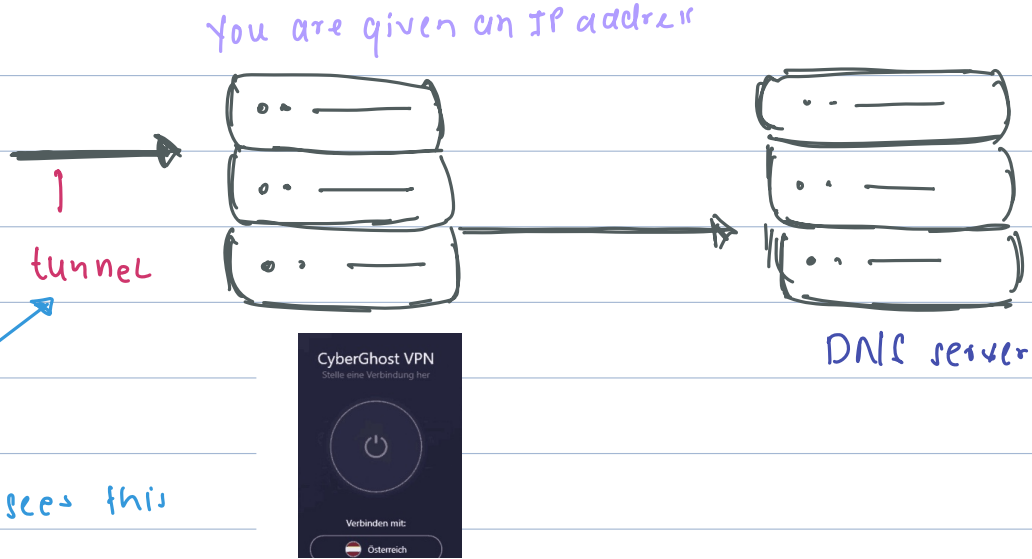 You are given an IP address
tunnel
DNS server
CyberGhost VPN
Stelle eine Verbindung her
sees this
Verbinden mit:
Österreich